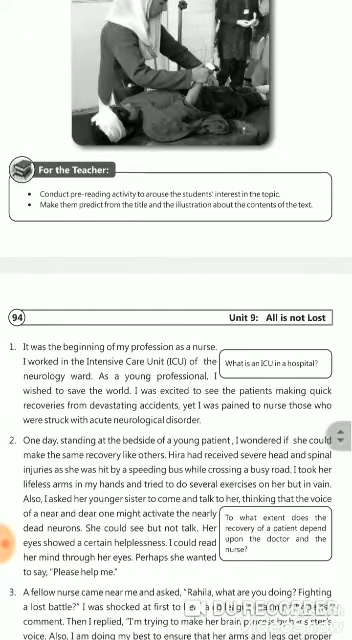 For the Teacher:
• Conduct pre-reading activity to arouse the students' interest in the topic.
• Make them predict from the title and the illustration about the contents of the text.
94 Unit 9: All is not Lost
1. It was the beginning of my profession as a nurse.
I worked in the Intensive Care Unit (ICU) of the
neurology ward. As a young professional, I
What is an ICU in a hospital?
wished to save the world. I was excited to see the patients making quick
recoveries from devastating accidents, yet I was pained to nurse those who
were struck with acute neurological disorder.
2. One day, standing at the bedside of a young patient, I wondered if she could
make the same recovery like others. Hira had received severe head and spinal
injuries as she was hit by a speeding bus while crossing a busy road. I took her
lifeless arms in my hands and tried to do several exercises on her but in vain.
Also, I asked her younger sister to come and talk to her, thinking that the voice
of a near and dear one might activate the nearly
dead neurons. She could see but not talk. Her
eyes showed a certain helplessness. I could read
her mind through her eyes. Perhaps she wanted
to say, "Please help me."
To what extent does the
recovery of a patient depend
upon the doctor and the
nurse?
3. A fellow nurse came near me and asked, "Rahila, what are you doing? Fighting
a lost battle?" I was shocked at first to
comment. Then I replied, "I'm trying to make her brain process by her sister's
voice. Also, I am doing my best to ensure that her arms and legs get proper